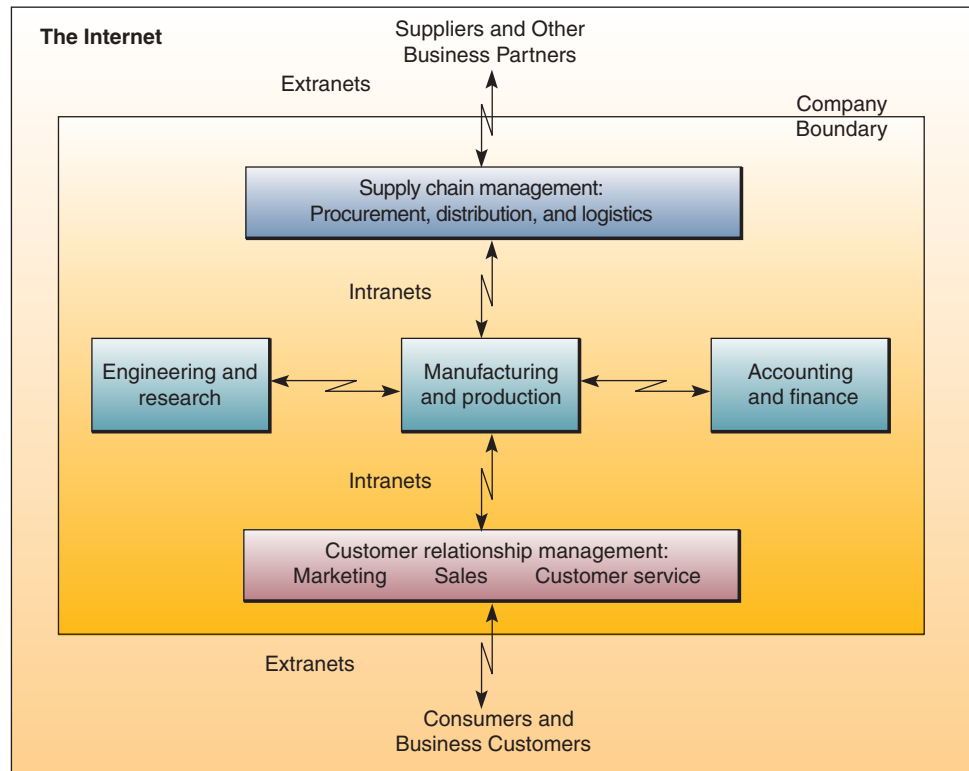 The Internet
Suppliers and Other
Business Partners
Extranets
Company
Boundary
Supply chain management:
Procurement, distribution, and logistics
Intranets
Engineering and
research
Manufacturing
and production
Accounting
and finance
Intranets
Customer relationship management:
Marketing Sales Customer service
Extranets
Consumers and
Business Customers